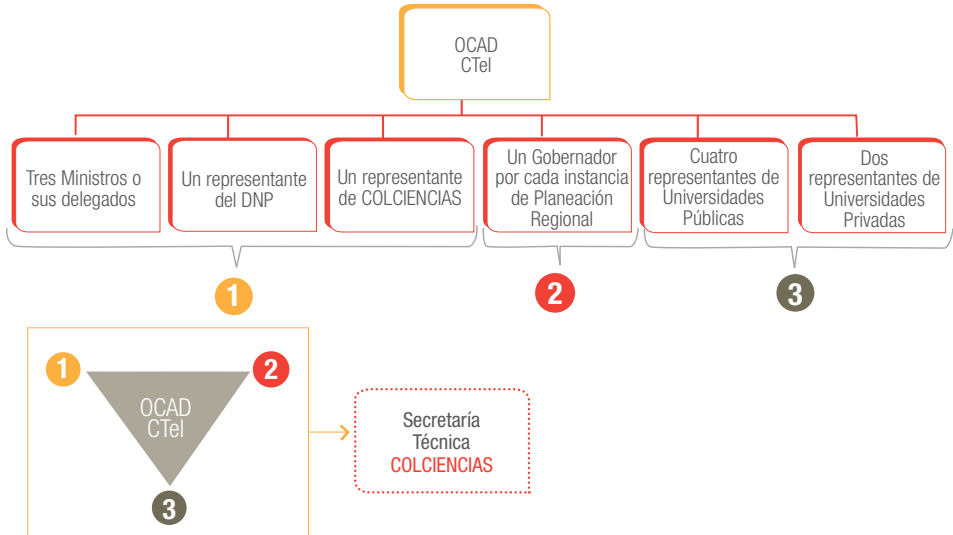 OCAD
CTel
Tres Ministros o
sus delegados
Un representante
del DNP
Un representante
de COLCIENCIAS
Un Gobernador
por cada instancia
de Planeación
Regional
Cuatro
representantes de
Universidades
Públicas
Dos
representantes de
Universidades
Privadas
1
2
3
1
2
OCAD
CTel
3
Secretaría
Técnica
COLCIENCIAS